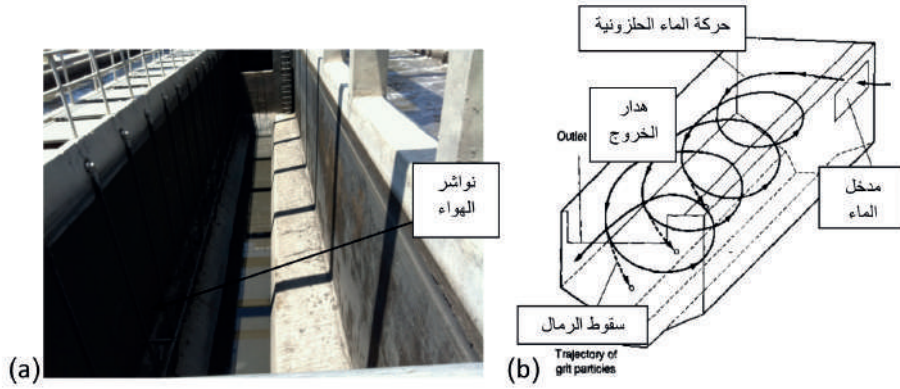 حركة الماء الحلزونية
هدار
الخروج
Outlet
نواشر
الهواء
مدخل
الماء
سقوط الرمال
Trajectory of
grit particles
(a)
(b)